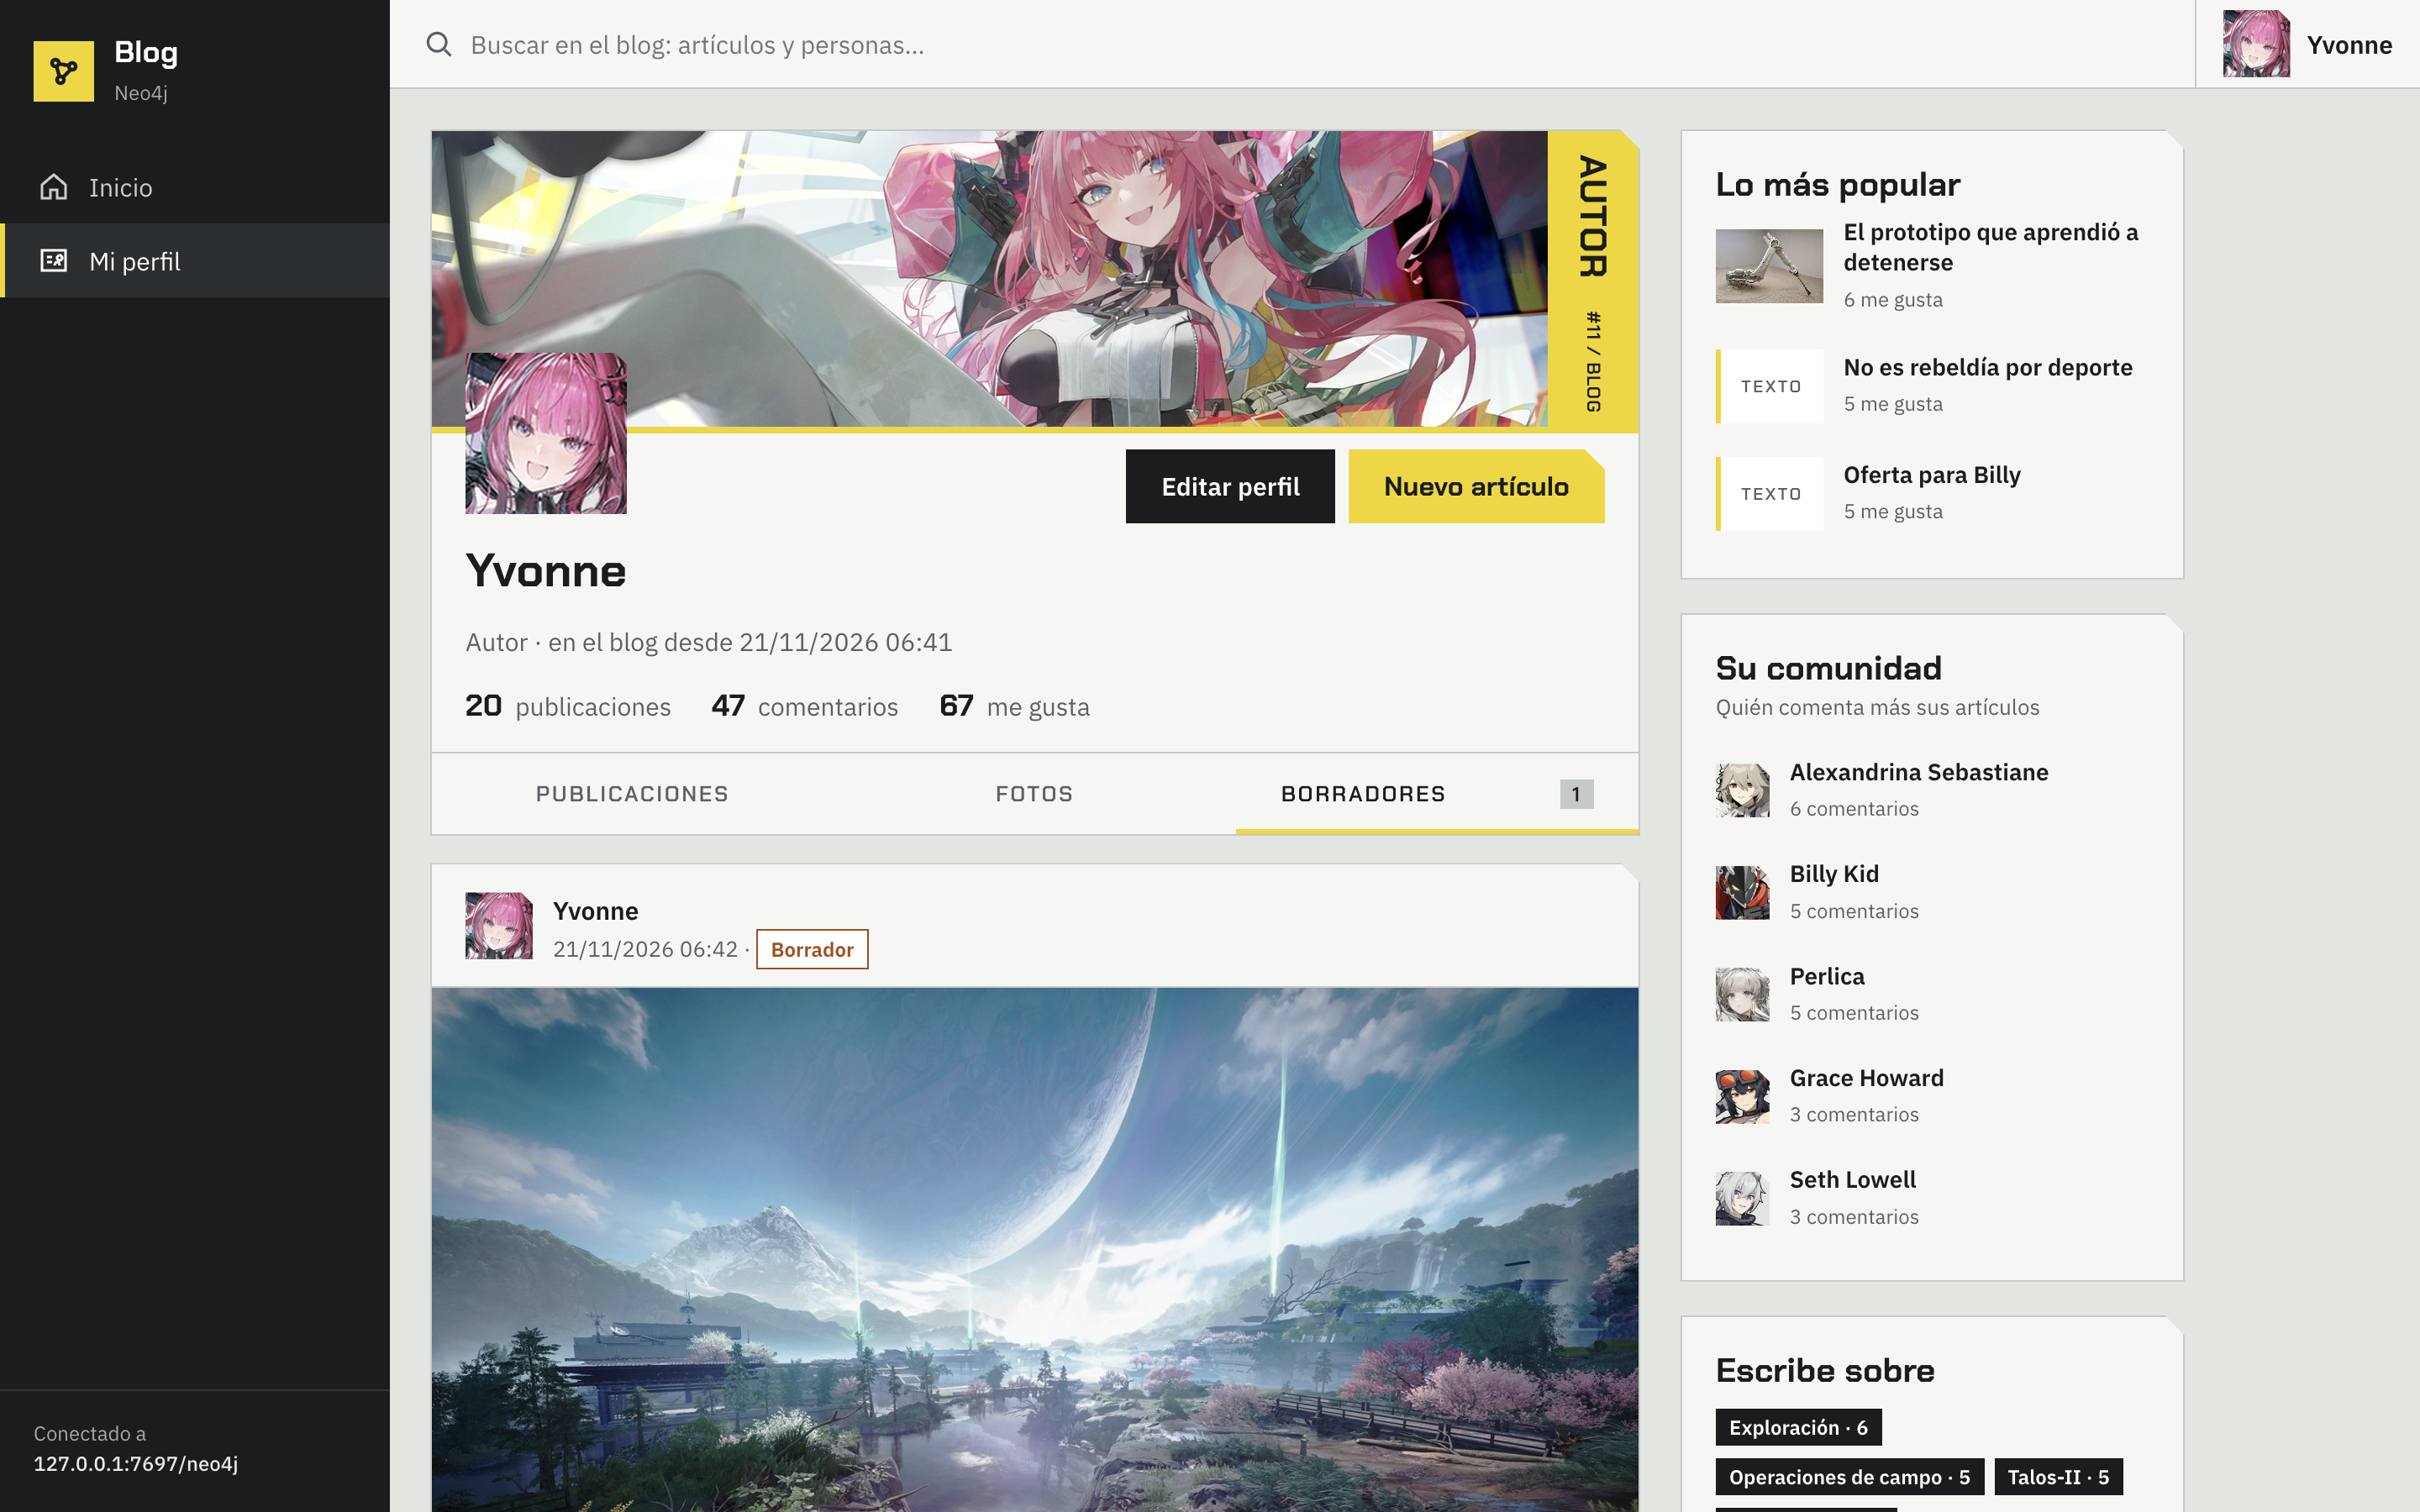 Blog
Neo4j
Inicio
Mi perfil
Conectado a
127.0.0.1:7697/neo4j
Buscar en el blog: artículos y personas...
Yvonne
AUTOR
#11 / BLOG
Editar perfil
Nuevo artículo
Yvonne
Autor · en el blog desde 21/11/2026 06:41
20 publicaciones 47 comentarios 67 me gusta
PUBLICACIONES
FOTOS
BORRADORES
1
Yvonne
21/11/2026 06:42 · Borrador
Lo más popular
El prototipo que aprendió a
detenerse
6 me gusta
TEXTO
No es rebeldía por deporte
5 me gusta
TEXTO
Oferta para Billy
5 me gusta
Su comunidad
Quién comenta más sus artículos
Alexandrina Sebastiane
6 comentarios
Billy Kid
5 comentarios
Perlica
5 comentarios
Grace Howard
3 comentarios
Seth Lowell
3 comentarios
Escribe sobre
Exploración · 6
Operaciones de campo · 5
Talos-II · 5